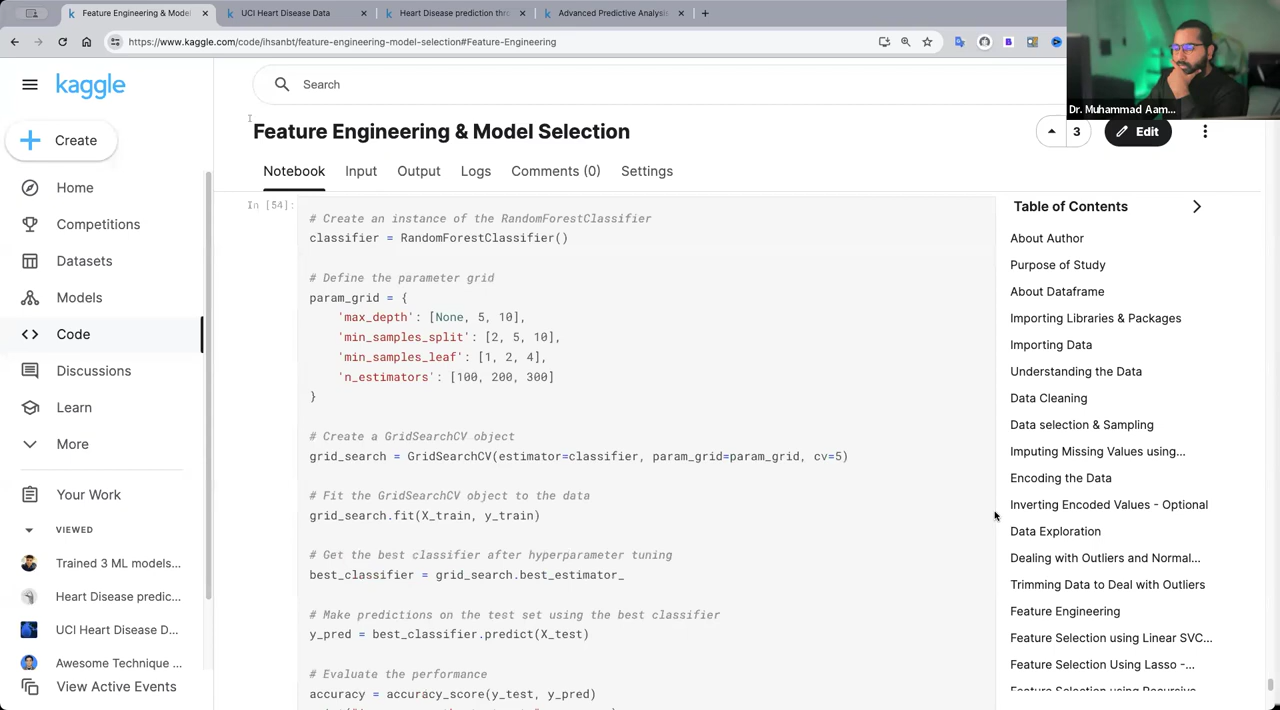 Feature Engineering & Model
UCI Heart Disease Data
Heart Disease prediction thr
Advanced Predictive Analysi
https://www.kaggle.com/code/ihsanbt/feature-engineering-model-selection#Feature-Engineering
Dr. Muhammad Aam...
kaggle
Search
Create
Home
Competitions
Datasets
Models
Code
Discussions
Learn
More
Your Work
VIEWED
Trained 3 ML models...
Heart Disease predic...
UCI Heart Disease D...
Awesome Technique ...
View Active Events
Feature Engineering & Model Selection
3
Edit
Notebook
Input
Output
Logs
Comments (0)
Settings
In [54]:
# Create an instance of the RandomForestClassifier
classifier = RandomForestClassifier()
# Define the parameter grid
param_grid = {
'max_depth': [None, 5, 10],
'min_samples_split': [2, 5, 10],
'min_samples_leaf': [1, 2, 4],
'n_estimators': [100, 200, 300]
}
# Create a GridSearchCV object
grid_search = GridSearchCV(estimator=classifier, param_grid=param_grid, cv=5)
# Fit the GridSearchCV object to the data
grid_search.fit(X_train, y_train)
# Get the best classifier after hyperparameter tuning
best_classifier = grid_search.best_estimator_
# Make predictions on the test set using the best classifier
y_pred = best_classifier.predict(X_test)
# Evaluate the performance
accuracy = accuracy_score(y_test, y_pred)
Table of Contents
About Author
Purpose of Study
About Dataframe
Importing Libraries & Packages
Importing Data
Understanding the Data
Data Cleaning
Data selection & Sampling
Imputing Missing Values using...
Encoding the Data
Inverting Encoded Values - Optional
Data Exploration
Dealing with Outliers and Normal...
Trimming Data to Deal with Outliers
Feature Engineering
Feature Selection using Linear SVC...
Feature Selection Using Lasso -...
Feature Selection using Recursive